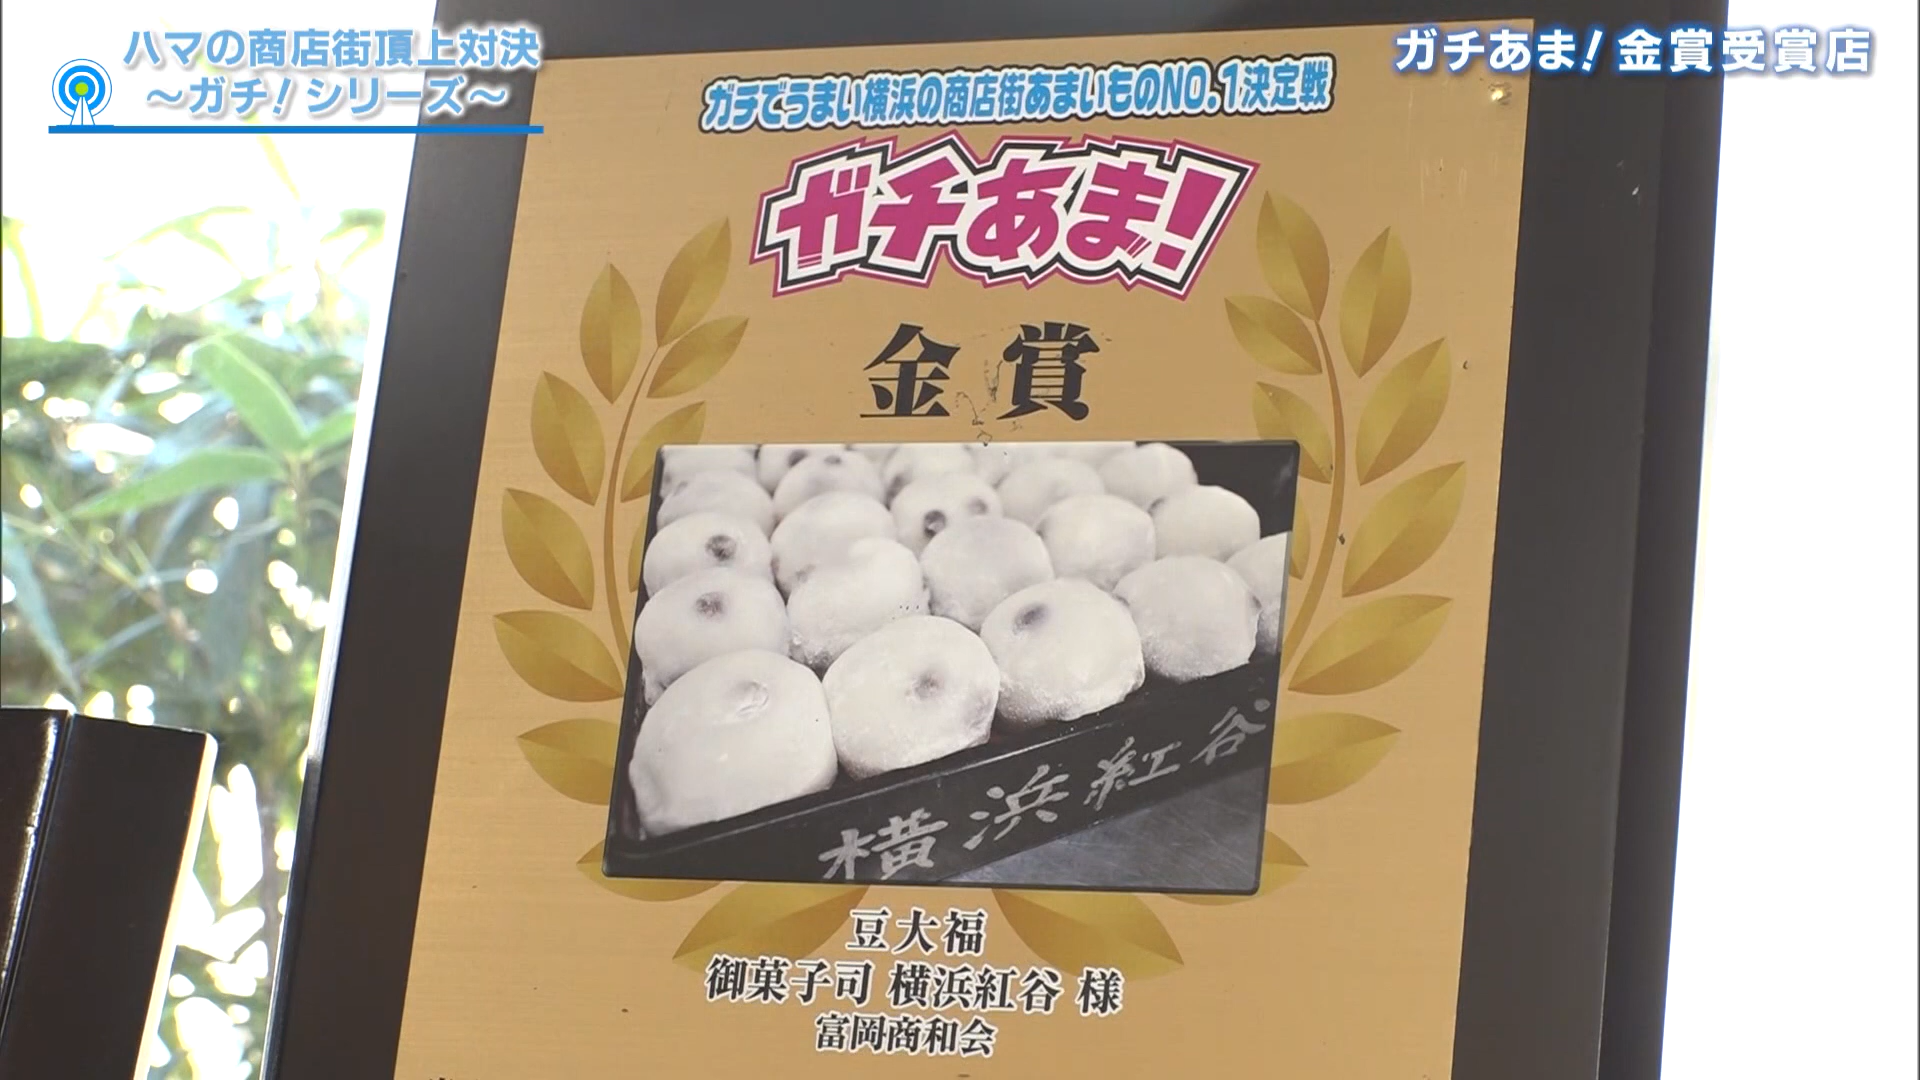 ハマの商店街頂上対決
～ガチ！シリーズ～
ガチあま！金賞受賞店
ガチでうまい横浜の商店街あまいものNO.1決定戦
ガチあま！
金賞
横浜紅谷
豆大福
御菓子司 横浜紅谷 様
富岡商和会